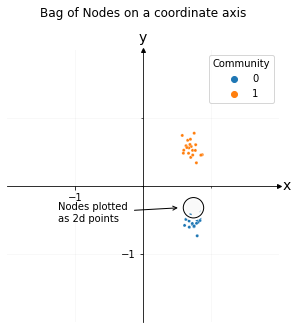 Bag of Nodes on a coordinate axis
y
Community
0
1
x
−1
Nodes plotted
as 2d points
−1